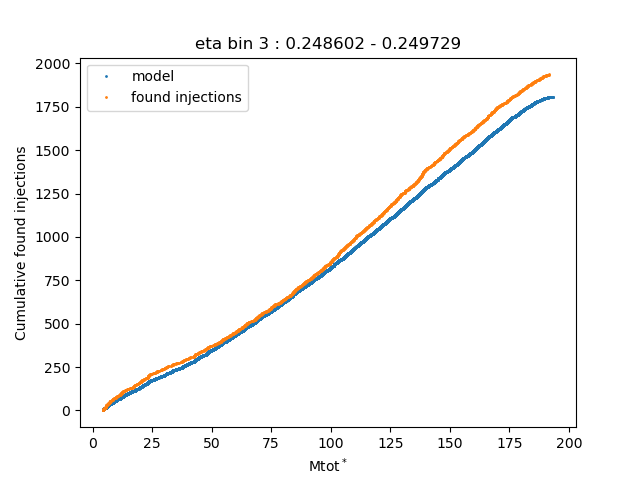 eta bin 3 : 0.248602 - 0.249729
model
found injections
Cumulative found injections
2000
1750
1500
1250
1000
750
500
250
0
0 25 50 75 100 125 150 175 200
Mtot*